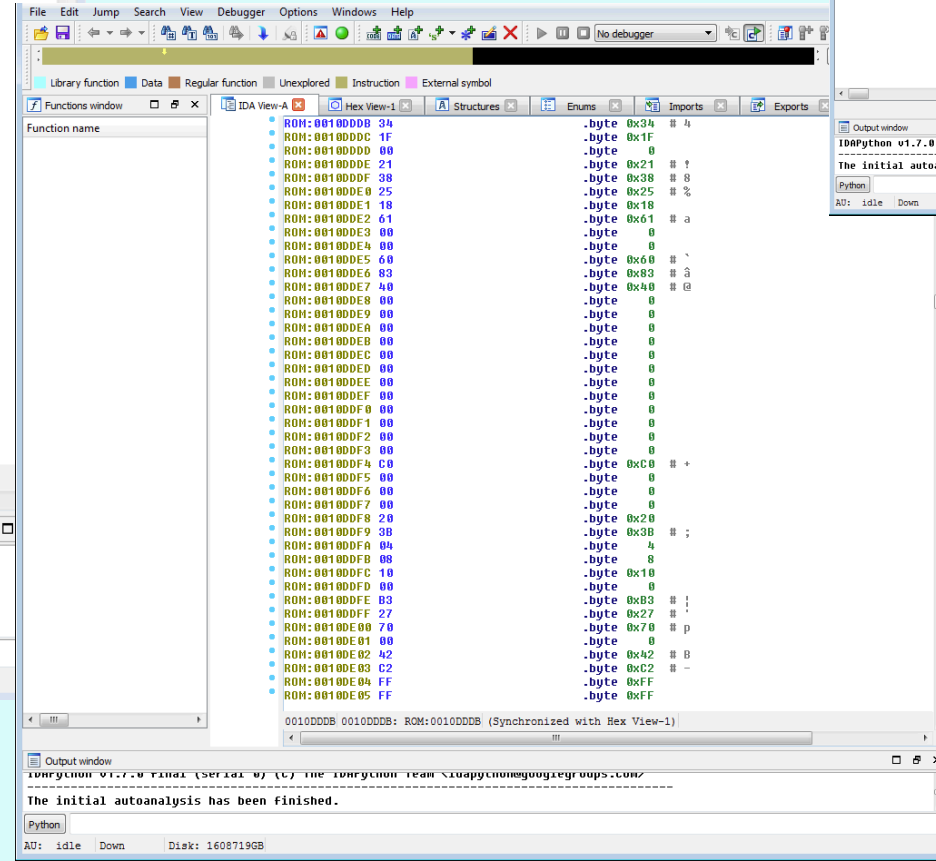 File Edit Jump Search View Debugger Options Windows Help
No debugger
Library function Data Regular function Unexplored Instruction External symbol
Functions window IDA View-A Hex View-1 Structures Enums Imports Exports
Function name
ROM:0010DDDB 34 .byte 0x34 # 4
ROM:0010DDDC 1F .byte 0x1F
ROM:0010DDDD 00 .byte 0
ROM:0010DDDE 21 .byte 0x21 # !
ROM:0010DDDF 38 .byte 0x38 # 8
ROM:0010DDE0 25 .byte 0x25 # %
ROM:0010DDE1 18 .byte 0x18
ROM:0010DDE2 61 .byte 0x61 # a
ROM:0010DDE3 00 .byte 0
ROM:0010DDE4 00 .byte 0
ROM:0010DDE5 60 .byte 0x60 # `
ROM:0010DDE6 83 .byte 0x83 # â
ROM:0010DDE7 40 .byte 0x40 # @
ROM:0010DDE8 00 .byte 0
ROM:0010DDE9 00 .byte 0
ROM:0010DDEA 00 .byte 0
ROM:0010DDEB 00 .byte 0
ROM:0010DDEC 00 .byte 0
ROM:0010DDED 00 .byte 0
ROM:0010DDEE 00 .byte 0
ROM:0010DDEF 00 .byte 0
ROM:0010DDF0 00 .byte 0
ROM:0010DDF1 00 .byte 0
ROM:0010DDF2 00 .byte 0
ROM:0010DDF3 00 .byte 0
ROM:0010DDF4 C0 .byte 0xC0 # +
ROM:0010DDF5 00 .byte 0
ROM:0010DDF6 00 .byte 0
ROM:0010DDF7 00 .byte 0
ROM:0010DDF8 20 .byte 0x20
ROM:0010DDF9 3B .byte 0x3B # ;
ROM:0010DDFA 04 .byte 4
ROM:0010DDFB 08 .byte 8
ROM:0010DDFC 10 .byte 0x10
ROM:0010DDFD 00 .byte 0
ROM:0010DDFE B3 .byte 0xB3 # ¦
ROM:0010DDFF 27 .byte 0x27 # '
ROM:0010DE00 70 .byte 0x70 # p
ROM:0010DE01 00 .byte 0
ROM:0010DE02 42 .byte 0x42 # B
ROM:0010DE03 C2 .byte 0xC2 # -
ROM:0010DE04 FF .byte 0xFF
ROM:0010DE05 FF .byte 0xFF
0010DDDB 0010DDDB: ROM:0010DDDB (Synchronized with Hex View-1)
Output window
IDAPython v1.7.0 final (serial 0) (c) The IDAPython Team <idapython@googlegroups.com>
The initial autoanalysis has been finished.
Python
AU: idle Down Disk: 1608719GB
Output window
IDAPython v1.7.0
The initial
Python
AU: idle Down